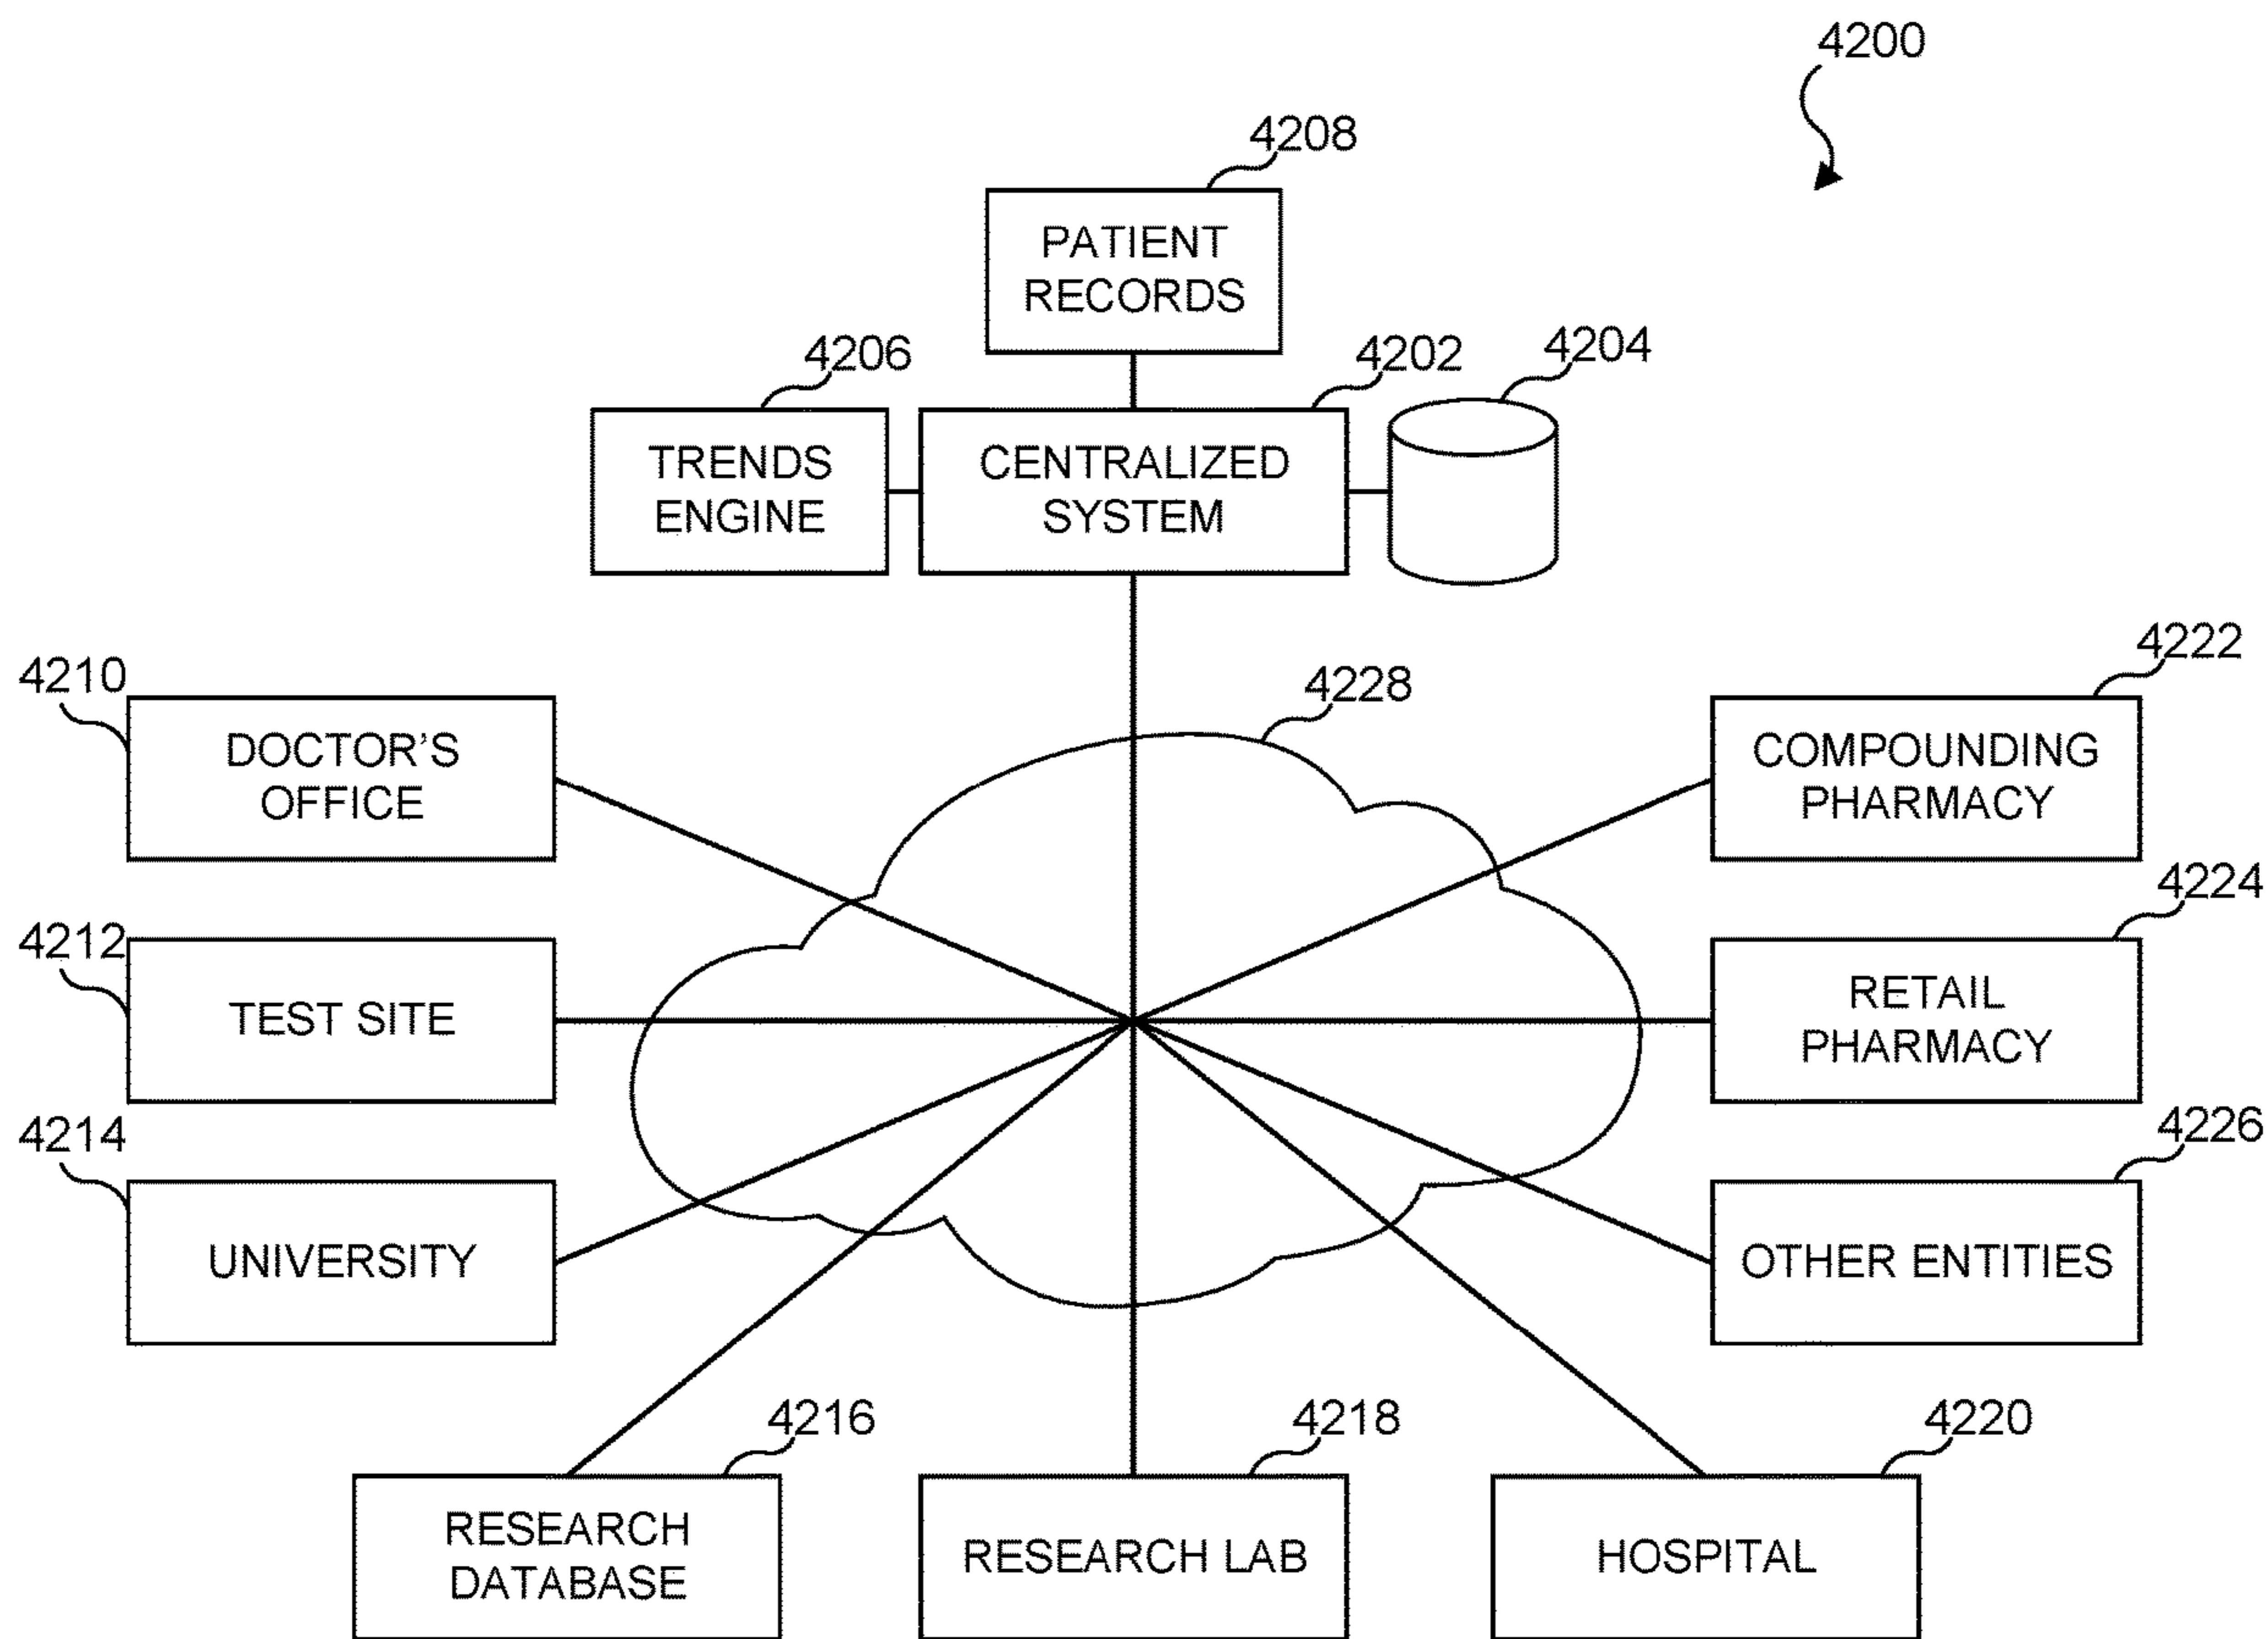 4200
4208
PATIENT
RECORDS
4206
4202
4204
TRENDS
ENGINE
CENTRALIZED
SYSTEM
4210
4228
4222
DOCTOR'S
OFFICE
COMPOUNDING
PHARMACY
4212
4224
TEST SITE
RETAIL
PHARMACY
4214
4226
UNIVERSITY
OTHER ENTITIES
4216
4218
4220
RESEARCH
DATABASE
RESEARCH LAB
HOSPITAL